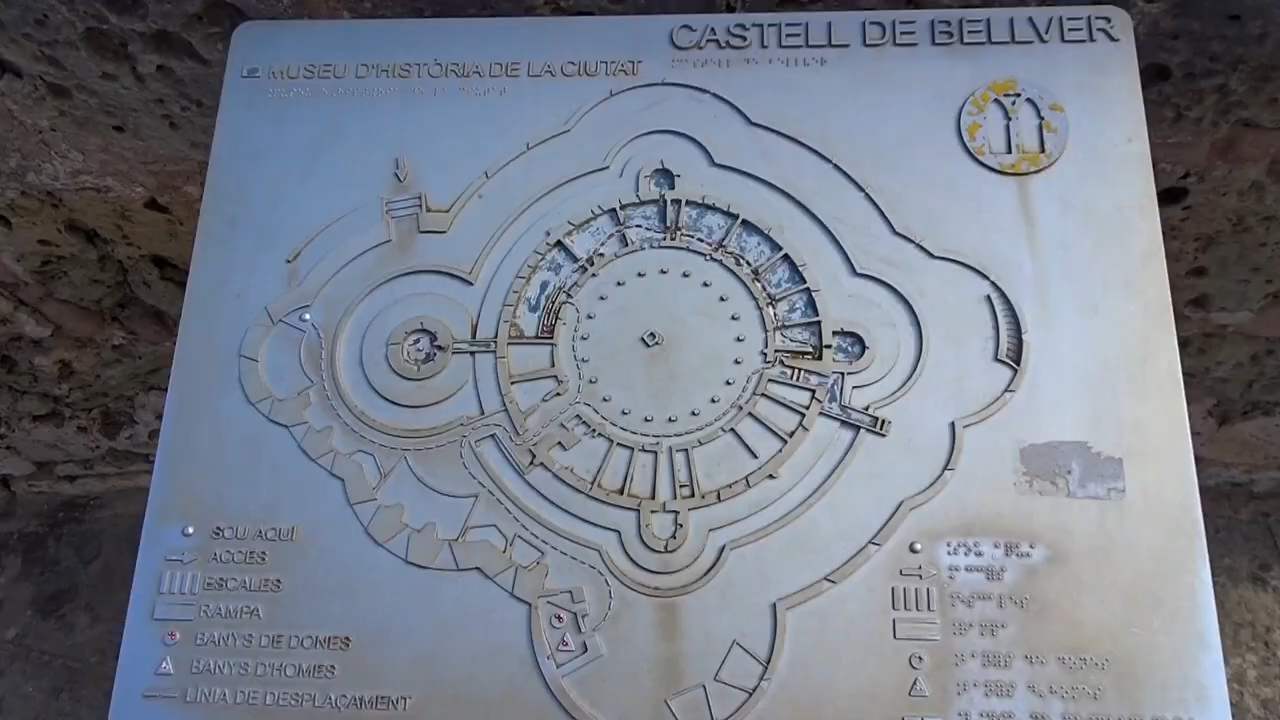 CASTELL DE BELLVER
MUSEU D'HISTÒRIA DE LA CIUTAT
SOU AQUÍ
ACCÉS
ESCALES
RAMPA
BANYS DE DONES
BANYS D'HOMES
LÍNIA DE DESPLAÇAMENT